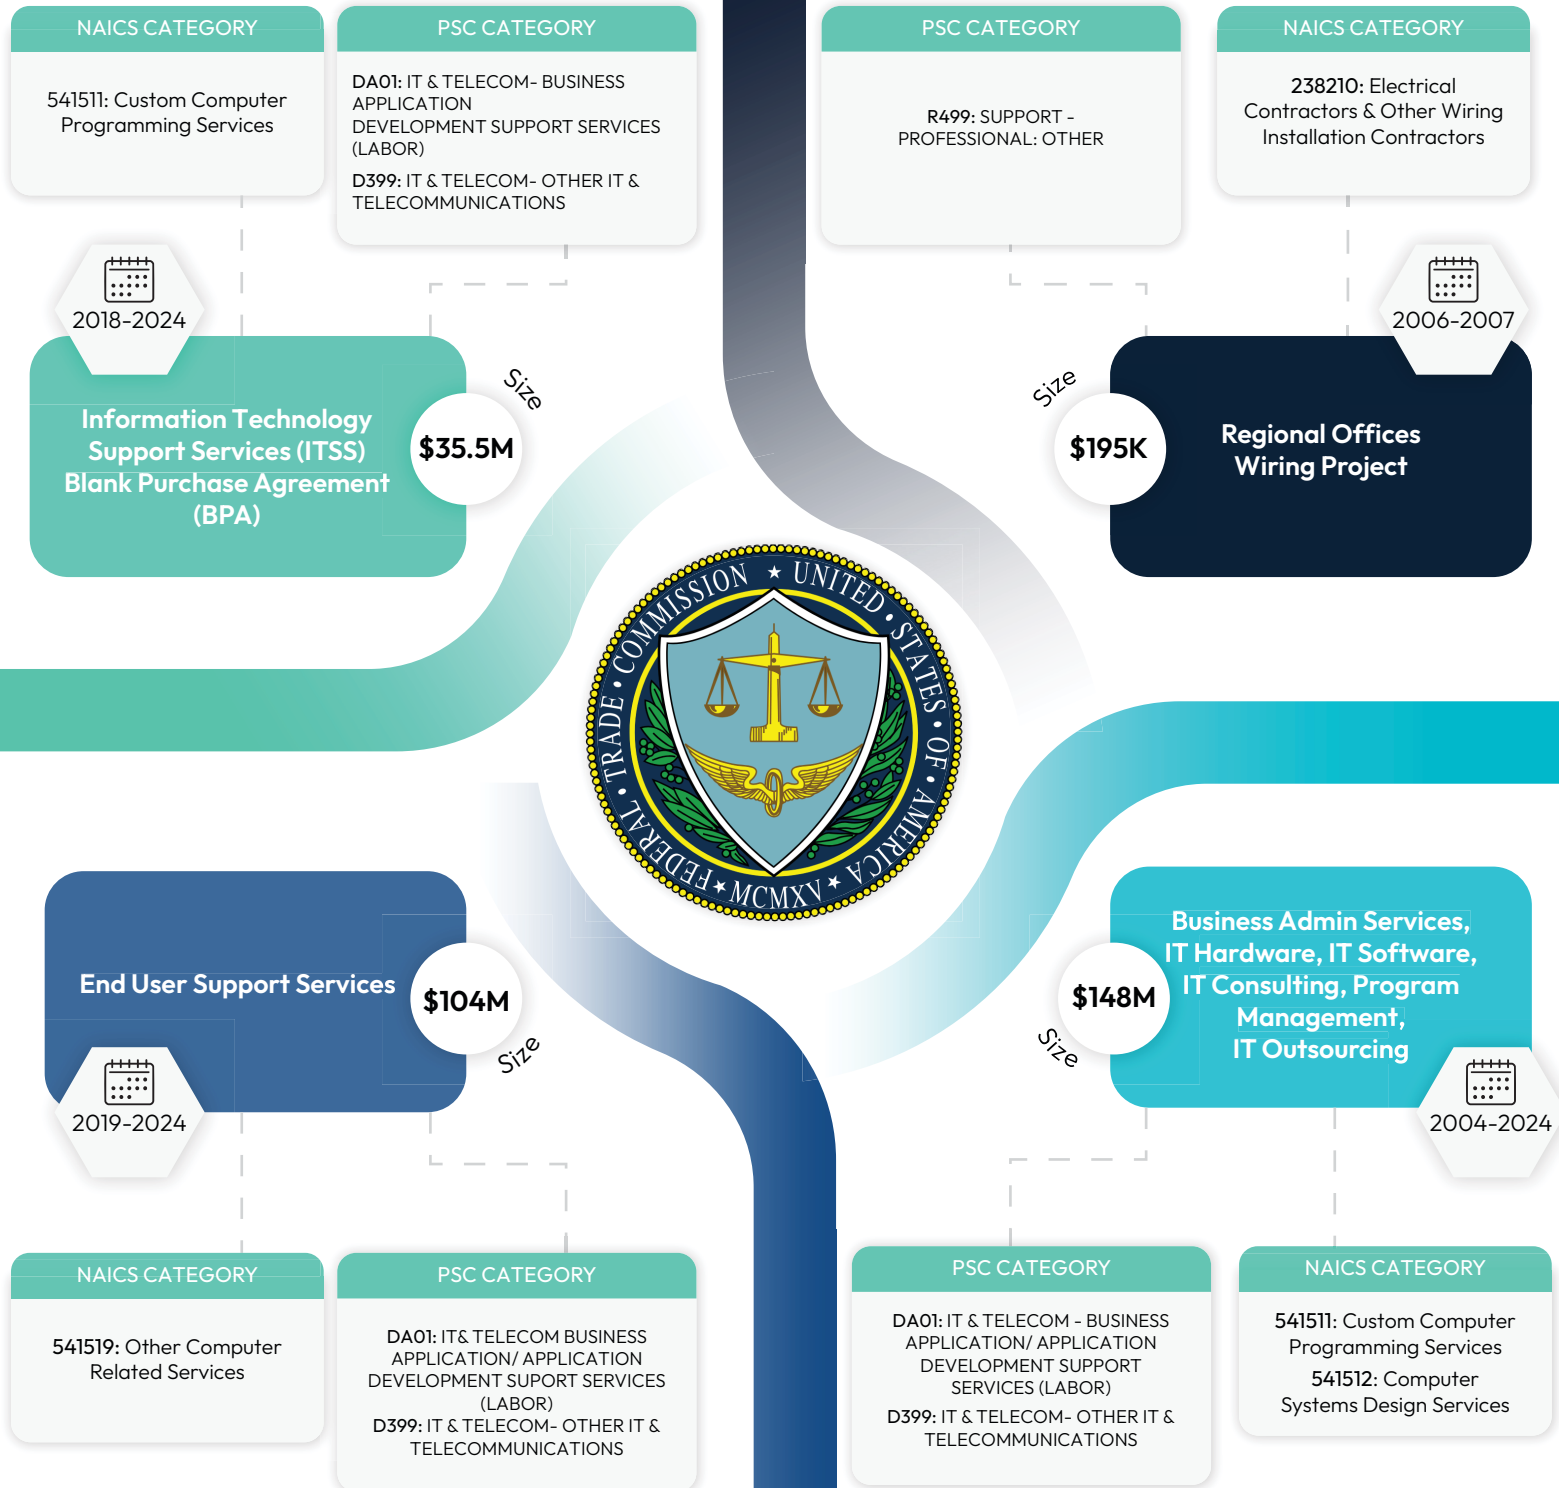 NAICS CATEGORY
541511: Custom Computer
Programming Services
PSC CATEGORY
DA01: IT & TELECOM- BUSINESS
APPLICATION
DEVELOPMENT SUPPORT SERVICES
(LABOR)
D399: IT & TELECOM- OTHER IT &
TELECOMMUNICATIONS
PSC CATEGORY
R499: SUPPORT -
PROFESSIONAL: OTHER
NAICS CATEGORY
238210: Electrical
Contractors & Other Wiring
Installation Contractors
2018-2024
Information Technology
Support Services (ITSS)
Blank Purchase Agreement
(BPA)
Size
$35.5M
2006-2007
Size
$195K
Regional Offices
Wiring Project
FEDERAL • TRADE • COMMISSION ★ UNITED • STATES • OF • AMERICA ★ MCMXV ★
End User Support Services
$104M
Size
2019-2024
Business Admin Services,
IT Hardware, IT Software,
IT Consulting, Program
Management,
IT Outsourcing
$148M
Size
2004-2024
NAICS CATEGORY
541519: Other Computer
Related Services
PSC CATEGORY
DA01: IT& TELECOM BUSINESS
APPLICATION/ APPLICATION
DEVELOPMENT SUPORT SERVICES
(LABOR)
D399: IT & TELECOM- OTHER IT &
TELECOMMUNICATIONS
PSC CATEGORY
DA01: IT & TELECOM - BUSINESS
APPLICATION/ APPLICATION
DEVELOPMENT SUPPORT
SERVICES (LABOR)
D399: IT & TELECOM- OTHER IT &
TELECOMMUNICATIONS
NAICS CATEGORY
541511: Custom Computer
Programming Services
541512: Computer
Systems Design Services